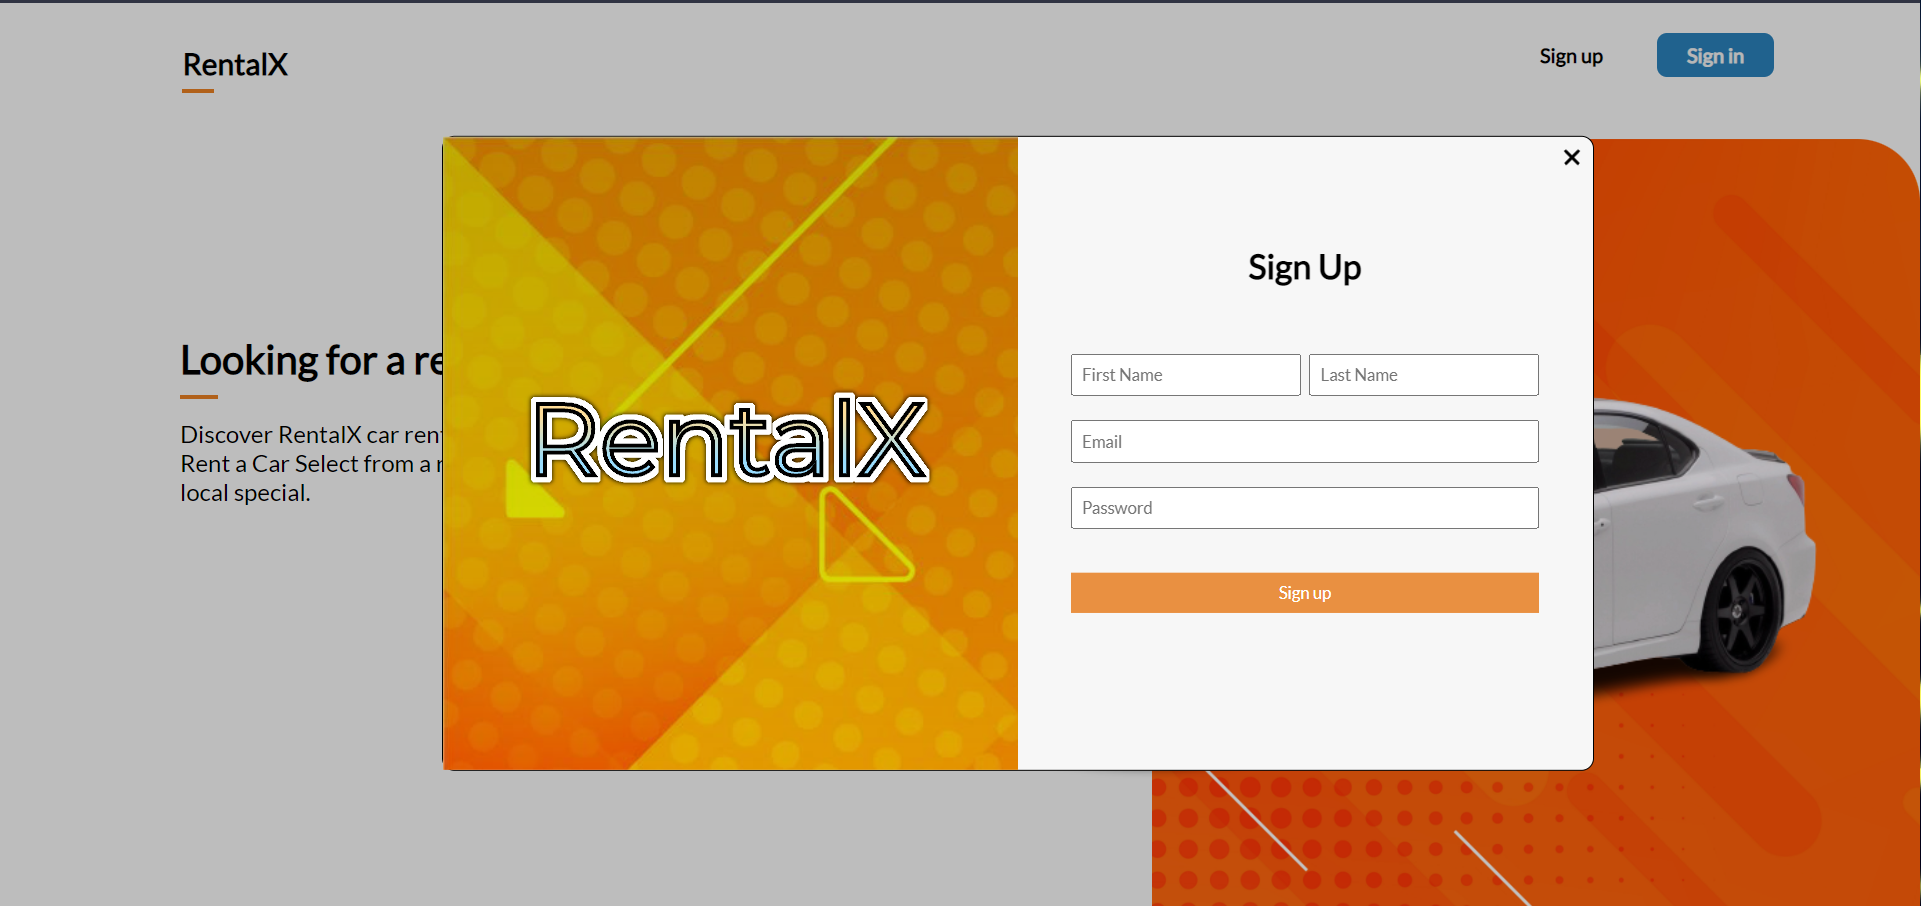 RentalX
Sign up
Sign in
Looking for a re
Discover RentalX car ren
Rent a Car Select from a
local special.
RentalX
Sign Up
First Name
Last Name
Email
Password
Sign up